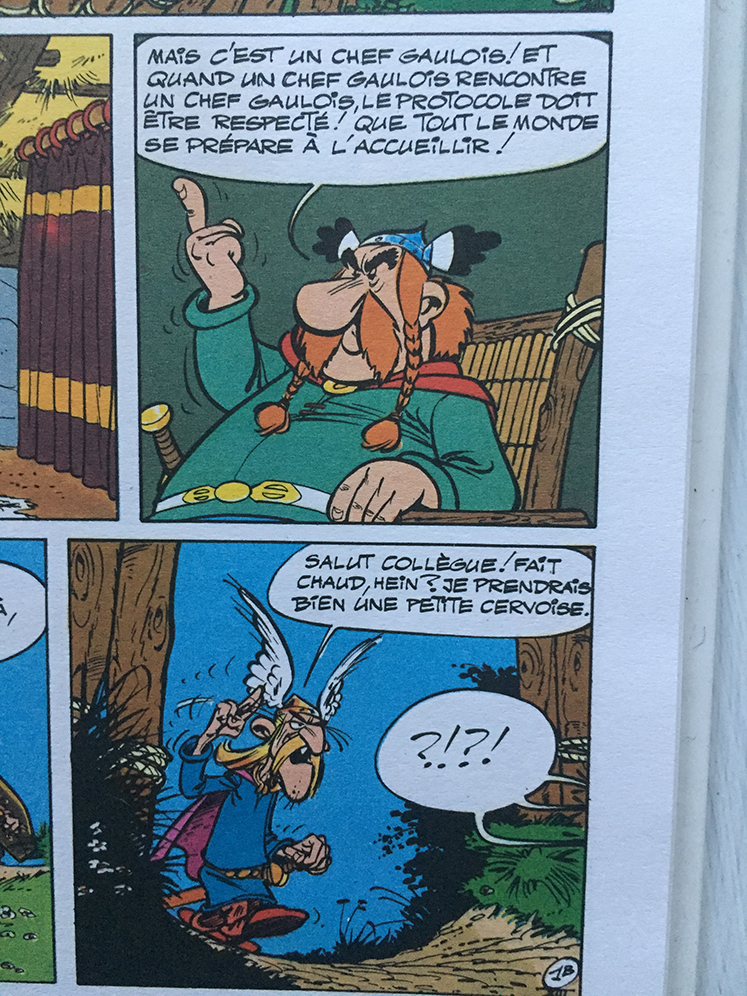 MAIS C'EST UN CHEF GAULOIS! ET
QUAND UN CHEF GAULOIS RENCONTRE
UN CHEF GAULOIS, LE PROTOCOLE DOIT
ÊTRE RESPECTÉ! QUE TOUT LE MONDE
SE PRÉPARE À L'ACCUEILLIR!
SALUT COLLÈGUE! FAIT
CHAUD, HEIN? JE PRENDRAIS
BIEN UNE PETITE CERVOISE.
?!?!
1B